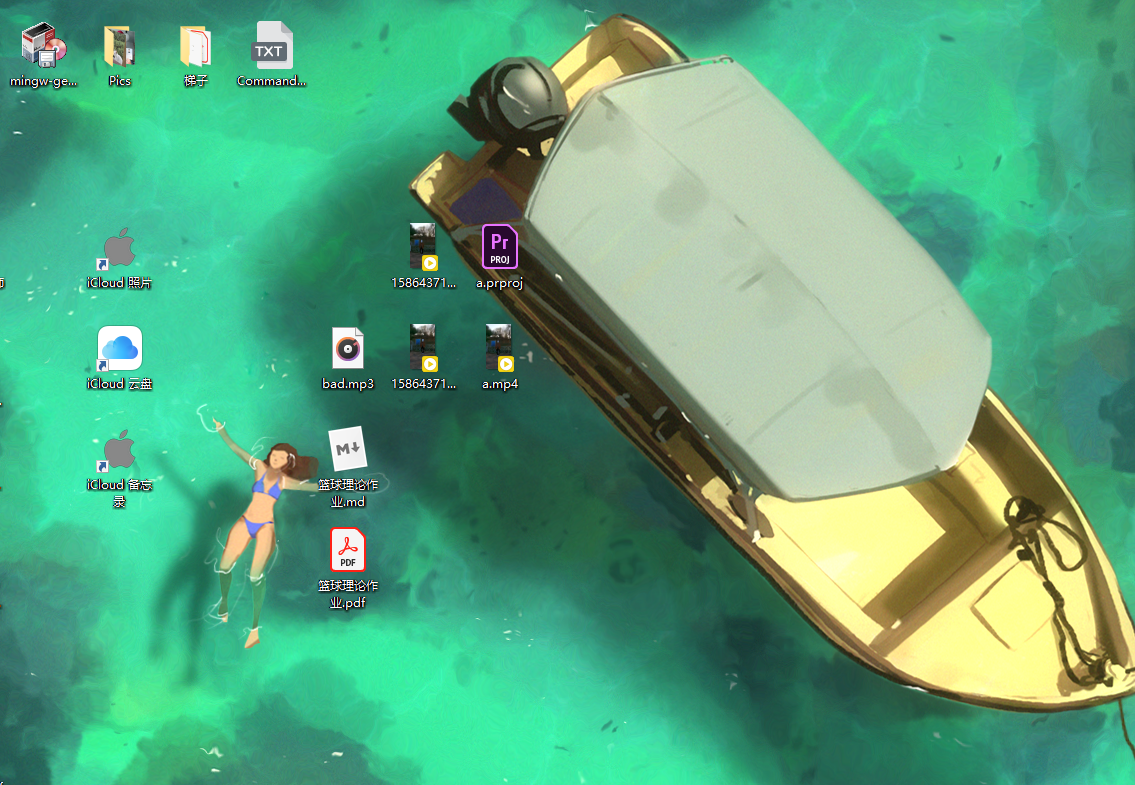 mingw-ge...
Pics
梯子
TXT
Command...
iCloud 照片
15864371...
Pr
PROJ
a.prproj
iCloud 云盘
bad.mp3
15864371...
a.mp4
iCloud 备忘
录
M↓
篮球理论作
业.md
PDF
篮球理论作
业.pdf